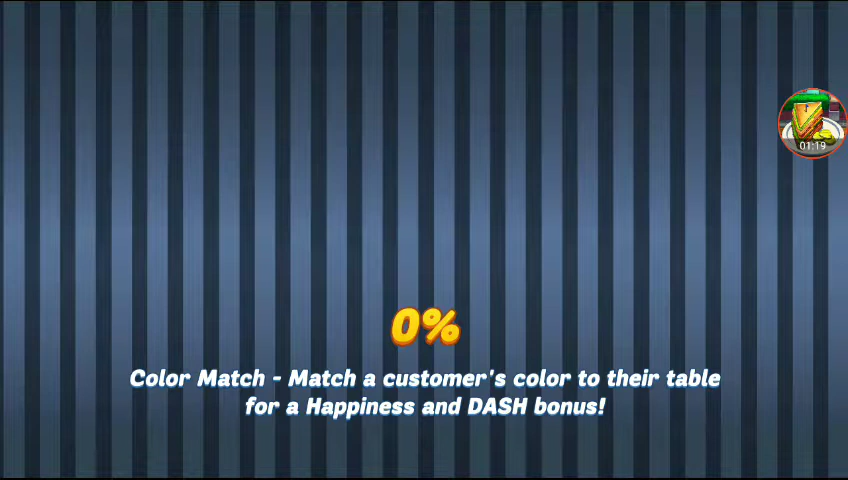 01:19
0%
Color Match - Match a customer's color to their table
for a Happiness and DASH bonus!